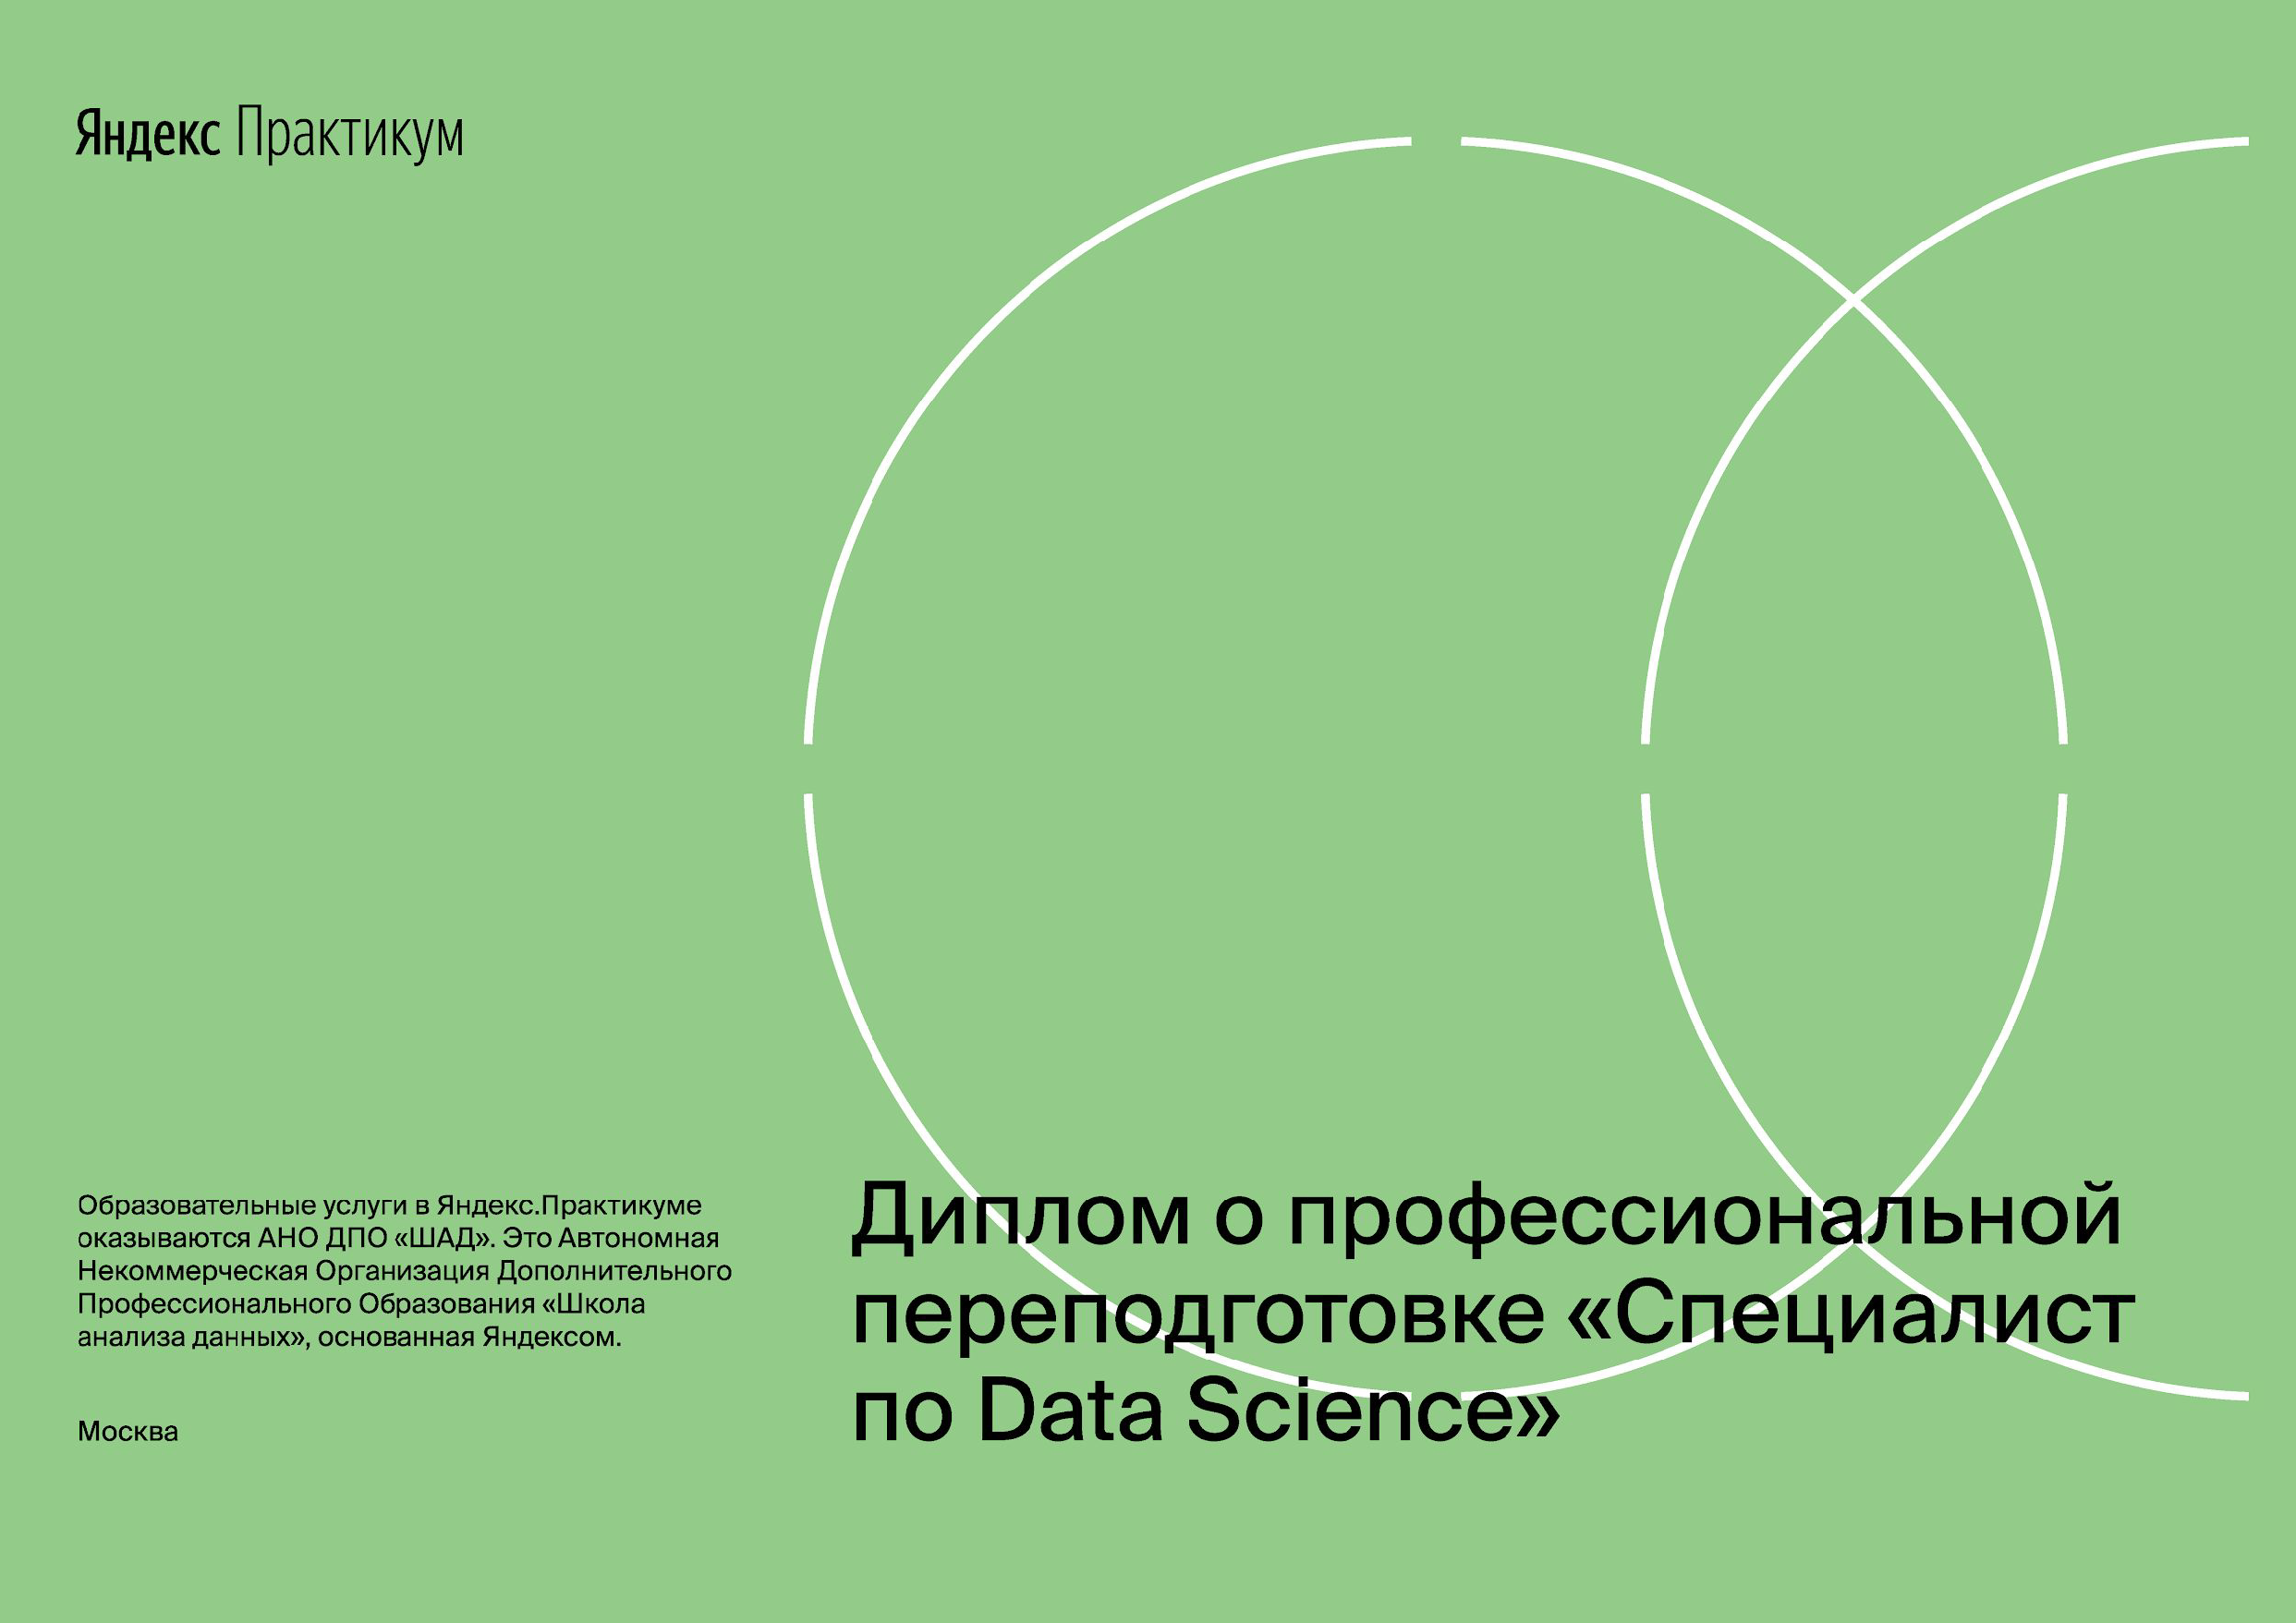 Яндекс Практикум
Образовательные услуги в Яндекс.Практикуме
оказываются АНО ДПО «ШАД». Это Автономная
Некоммерческая Организация Дополнительного
Профессионального Образования «Школа
анализа данных», основанная Яндексом.
Москва
Диплом о профессиональной
переподготовке «Специалист
по Data Science»